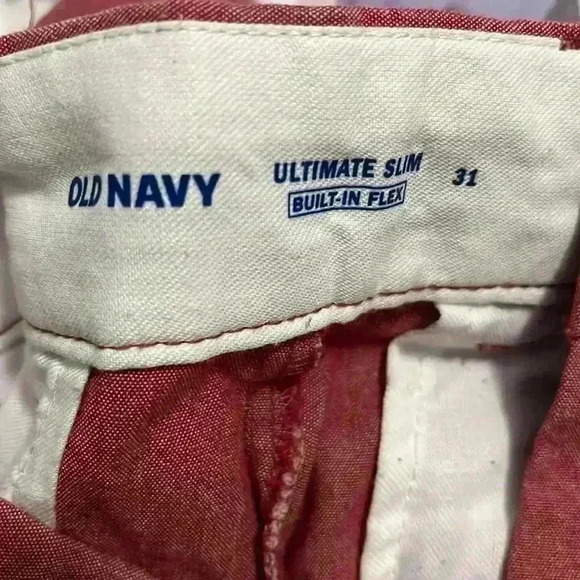 OLD NAVY
ULTIMATE SLIM
BUILT-IN FLEX
31